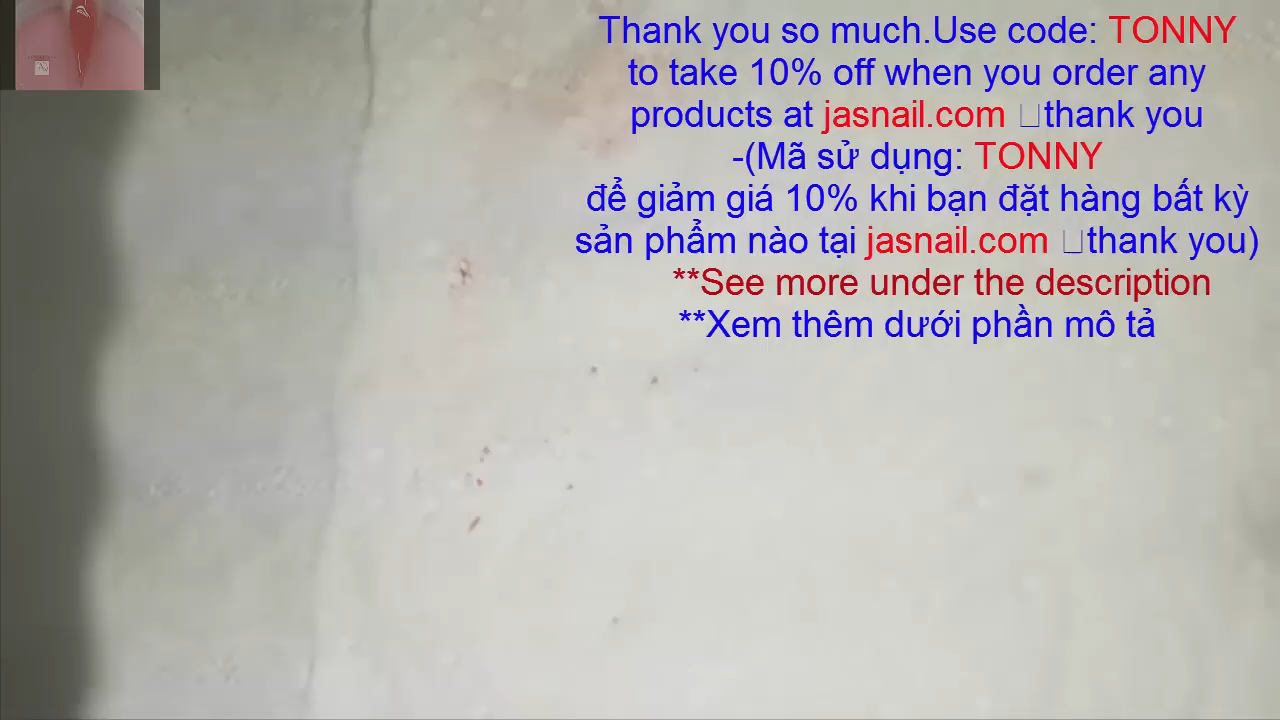 Thank you so much.Use code: TONNY
to take 10% off when you order any
products at jasnail.com □thank you
-(Mã sử dụng: TONNY
để giảm giá 10% khi bạn đặt hàng bất kỳ
sản phẩm nào tại jasnail.com □thank you)
**See more under the description
**Xem thêm dưới phần mô tả